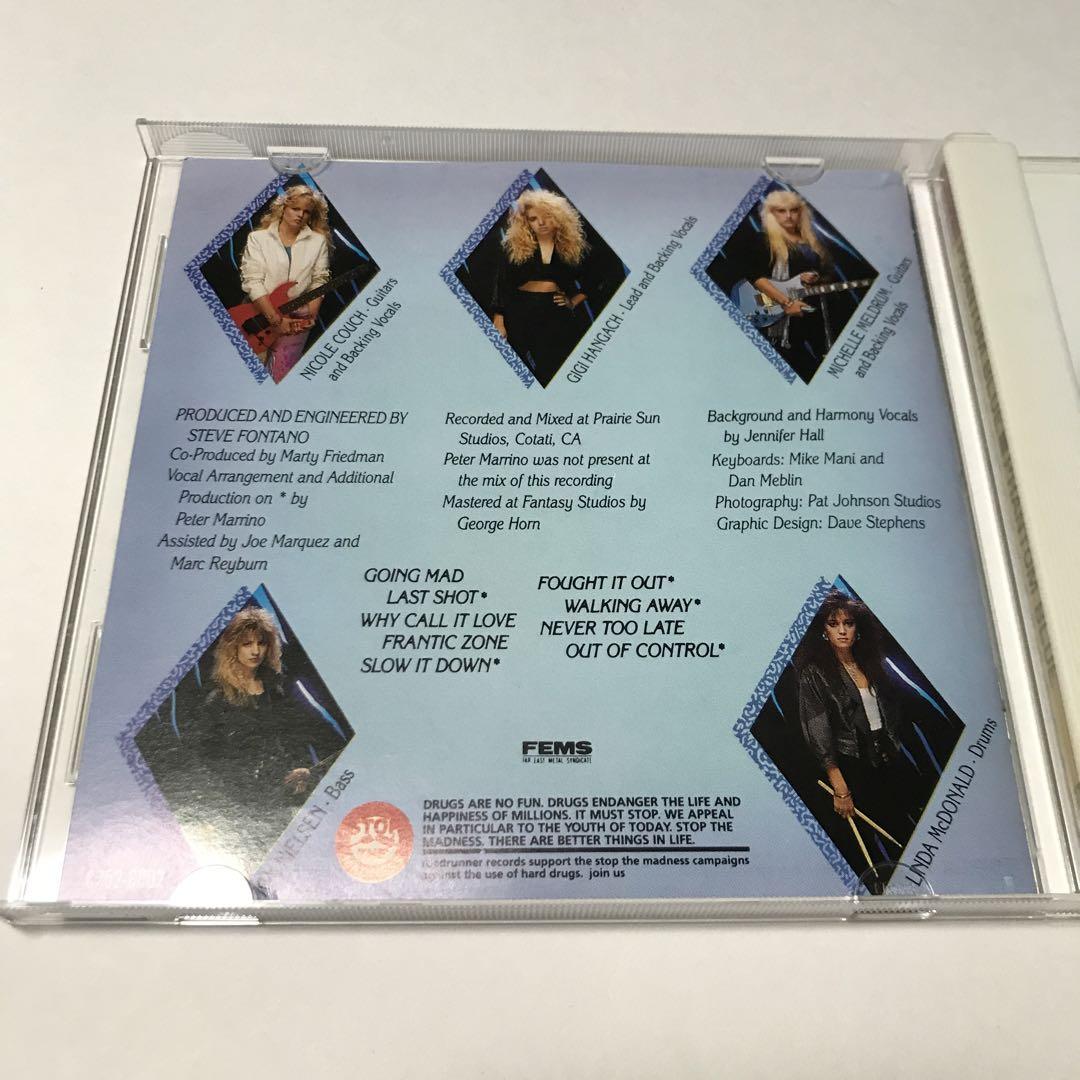 NICOLE COUCH - Guitars
and Backing Vocals
GIGI HANGACH - Lead and Backing Vocals
MICHELLE MELDRUM - Guitars
and Backing Vocals
PRODUCED AND ENGINEERED BY
STEVE FONTANO
Co-Produced by Marty Friedman
Vocal Arrangement and Additional
Production on * by
Peter Marrino
Assisted by Joe Marquez and
Marc Reyburn
Recorded and Mixed at Prairie Sun
Studios, Cotati, CA
Peter Marrino was not present at
the mix of this recording
Mastered at Fantasy Studios by
George Horn
Background and Harmony Vocals
by Jennifer Hall
Keyboards: Mike Mani and
Dan Meblin
Photography: Pat Johnson Studios
Graphic Design: Dave Stephens
GOING MAD
LAST SHOT*
WHY CALL IT LOVE
FRANTIC ZONE
SLOW IT DOWN*
FOUGHT IT OUT*
WALKING AWAY*
NEVER TOO LATE
OUT OF CONTROL*
- Bass
LINDA McDONALD - Drums
FEMS
FAR EAST METAL SYNDICATE
DRUGS ARE NO FUN. DRUGS ENDANGER THE LIFE AND
HAPPINESS OF MILLIONS. IT MUST STOP. WE APPEAL
IN PARTICULAR TO THE YOUTH OF TODAY. STOP THE
MADNESS. THERE ARE BETTER THINGS IN LIFE.
records support the stop the madness campaigns
the use of hard drugs. join us